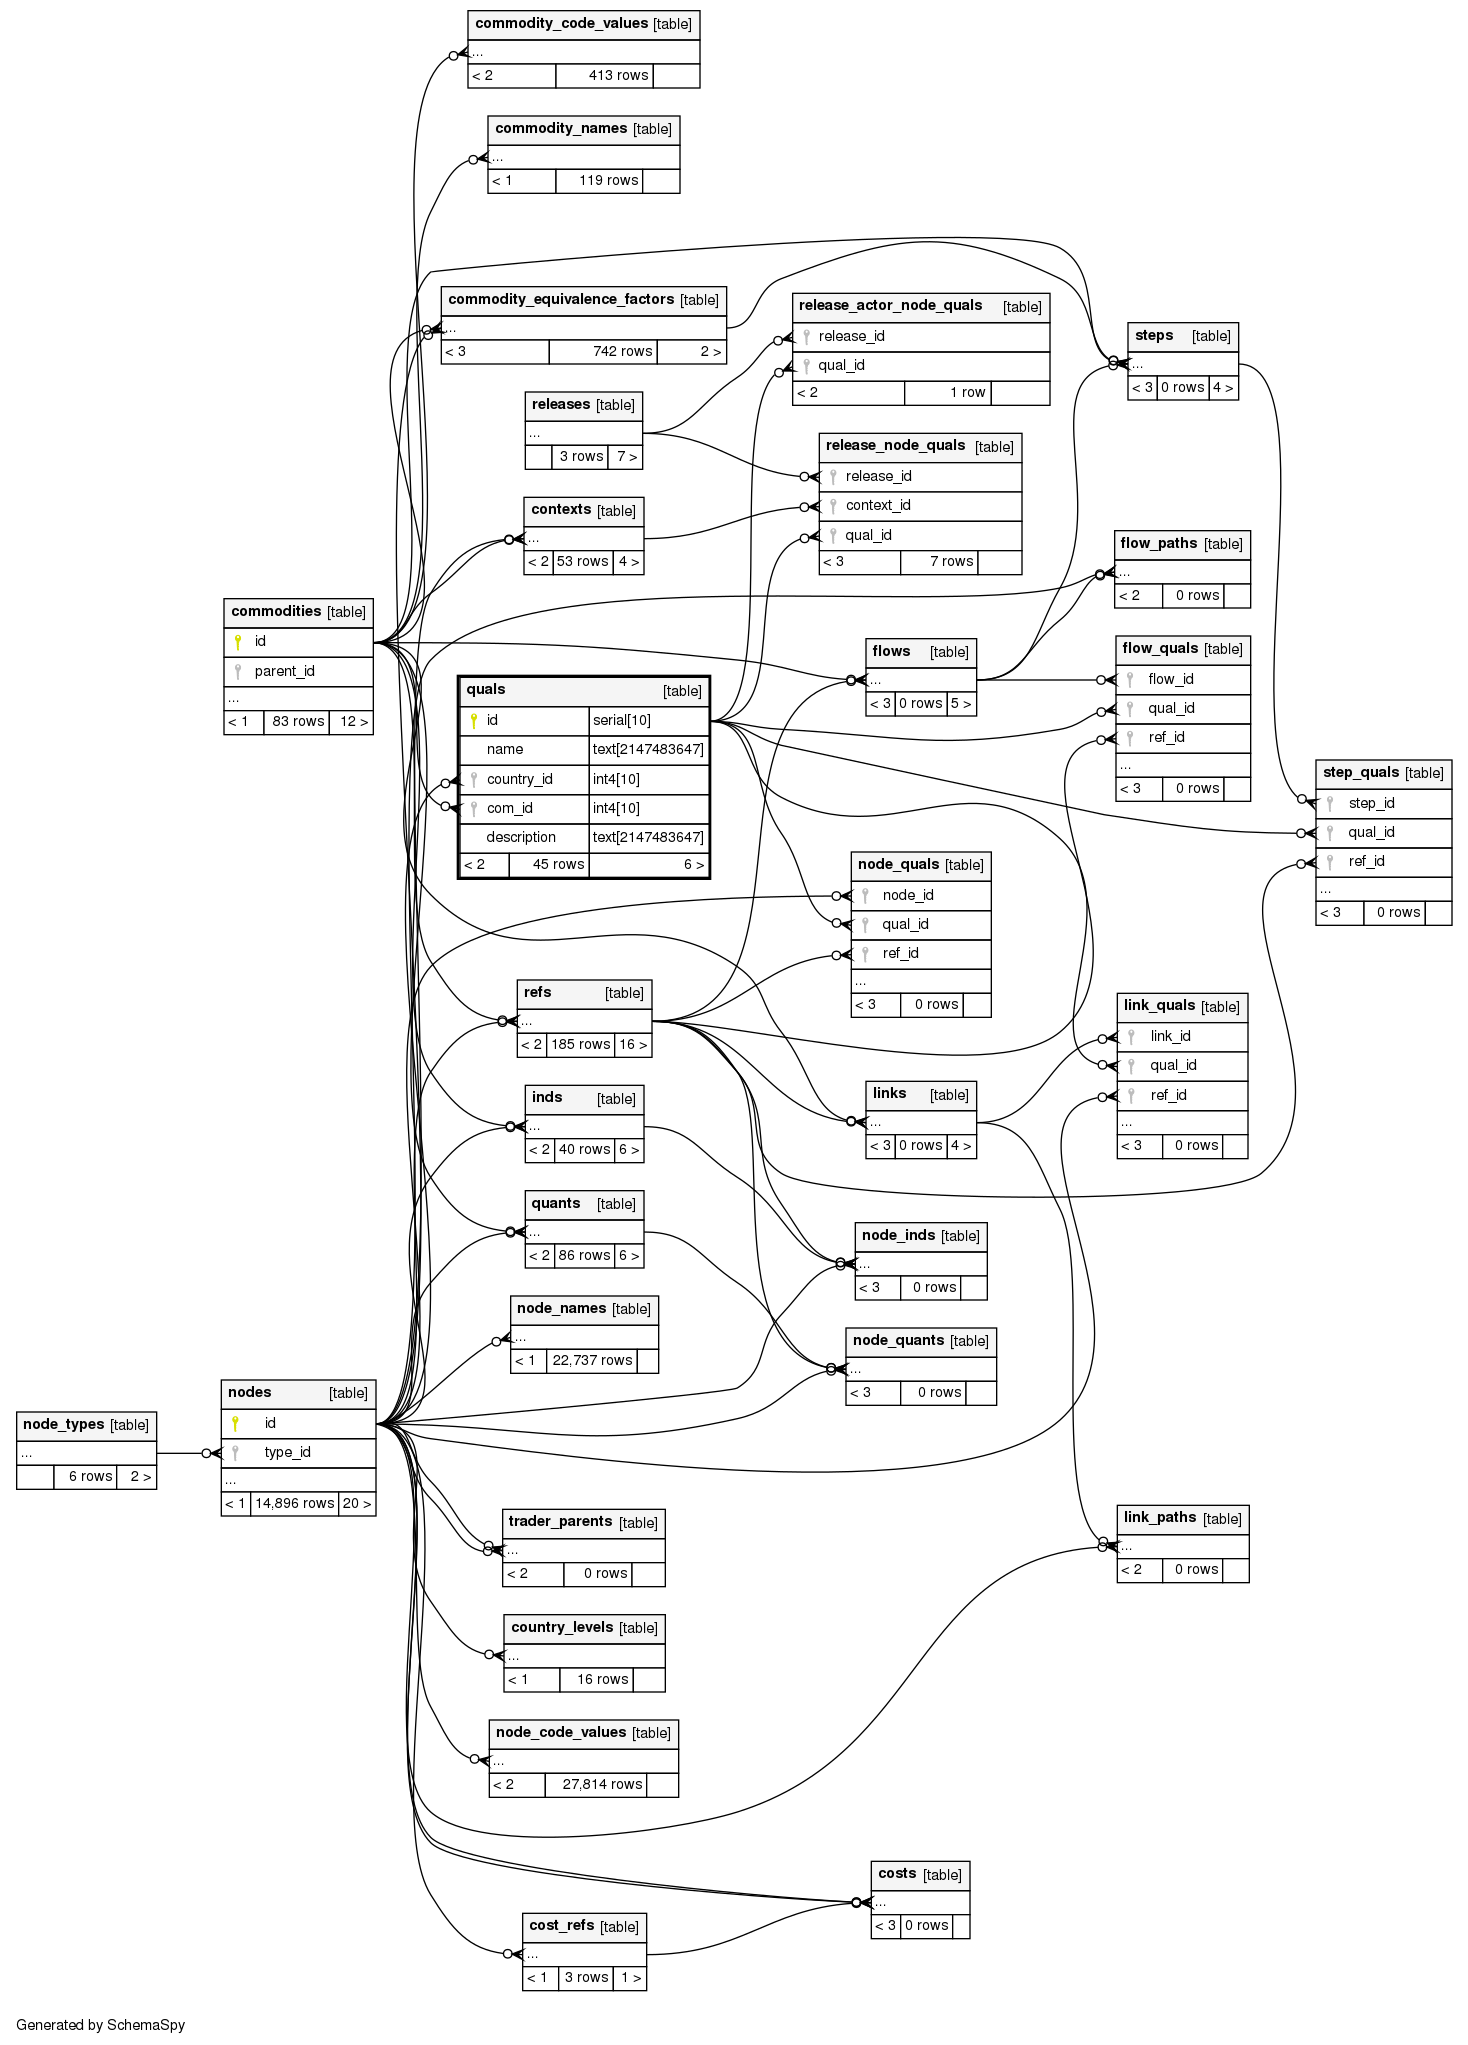 commodity_code_values [table]
...
< 2 413 rows
commodity_names [table]
...
< 1 119 rows
commodity_equivalence_factors [table]
...
< 3 742 rows 2 >
release_actor_node_quals [table]
release_id
qual_id
< 2 1 row
steps [table]
...
< 3 0 rows 4 >
releases [table]
...
3 rows 7 >
release_node_quals [table]
release_id
context_id
qual_id
< 3 7 rows
contexts [table]
...
< 2 53 rows 4 >
flow_paths [table]
...
< 2 0 rows
commodities [table]
id
parent_id
...
< 1 83 rows 12 >
flows [table]
...
< 3 0 rows 5 >
flow_quals [table]
flow_id
qual_id
ref_id
...
< 3 0 rows
quals [table]
id serial[10]
name text[2147483647]
country_id int4[10]
com_id int4[10]
description text[2147483647]
< 2 45 rows 6 >
step_quals [table]
step_id
qual_id
ref_id
...
< 3 0 rows
node_quals [table]
node_id
qual_id
ref_id
...
< 3 0 rows
refs [table]
...
< 2 185 rows 16 >
link_quals [table]
link_id
qual_id
ref_id
...
< 3 0 rows
inds [table]
...
< 2 40 rows 6 >
links [table]
...
< 3 0 rows 4 >
quants [table]
...
< 2 86 rows 6 >
node_inds [table]
...
< 3 0 rows
node_names [table]
...
< 1 22,737 rows
node_quants [table]
...
< 3 0 rows
nodes [table]
id
type_id
...
< 1 14,896 rows 20 >
node_types [table]
...
6 rows 2 >
trader_parents [table]
...
< 2 0 rows
link_paths [table]
...
< 2 0 rows
country_levels [table]
...
< 1 16 rows
node_code_values [table]
...
< 2 27,814 rows
costs [table]
...
< 3 0 rows
cost_refs [table]
...
< 1 3 rows 1 >
Generated by SchemaSpy